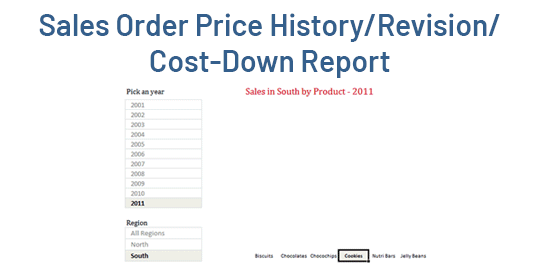 Sales Order Price History/Revision/
Cost-Down Report
Pick an year
2001
2002
2003
2004
2005
2006
2007
2008
2009
2010
2011
Region
All Regions
North
South
Sales in South by Product - 2011
Biscuits Chocolates Chocochips Cookies Nutri Bars Jelly Beans